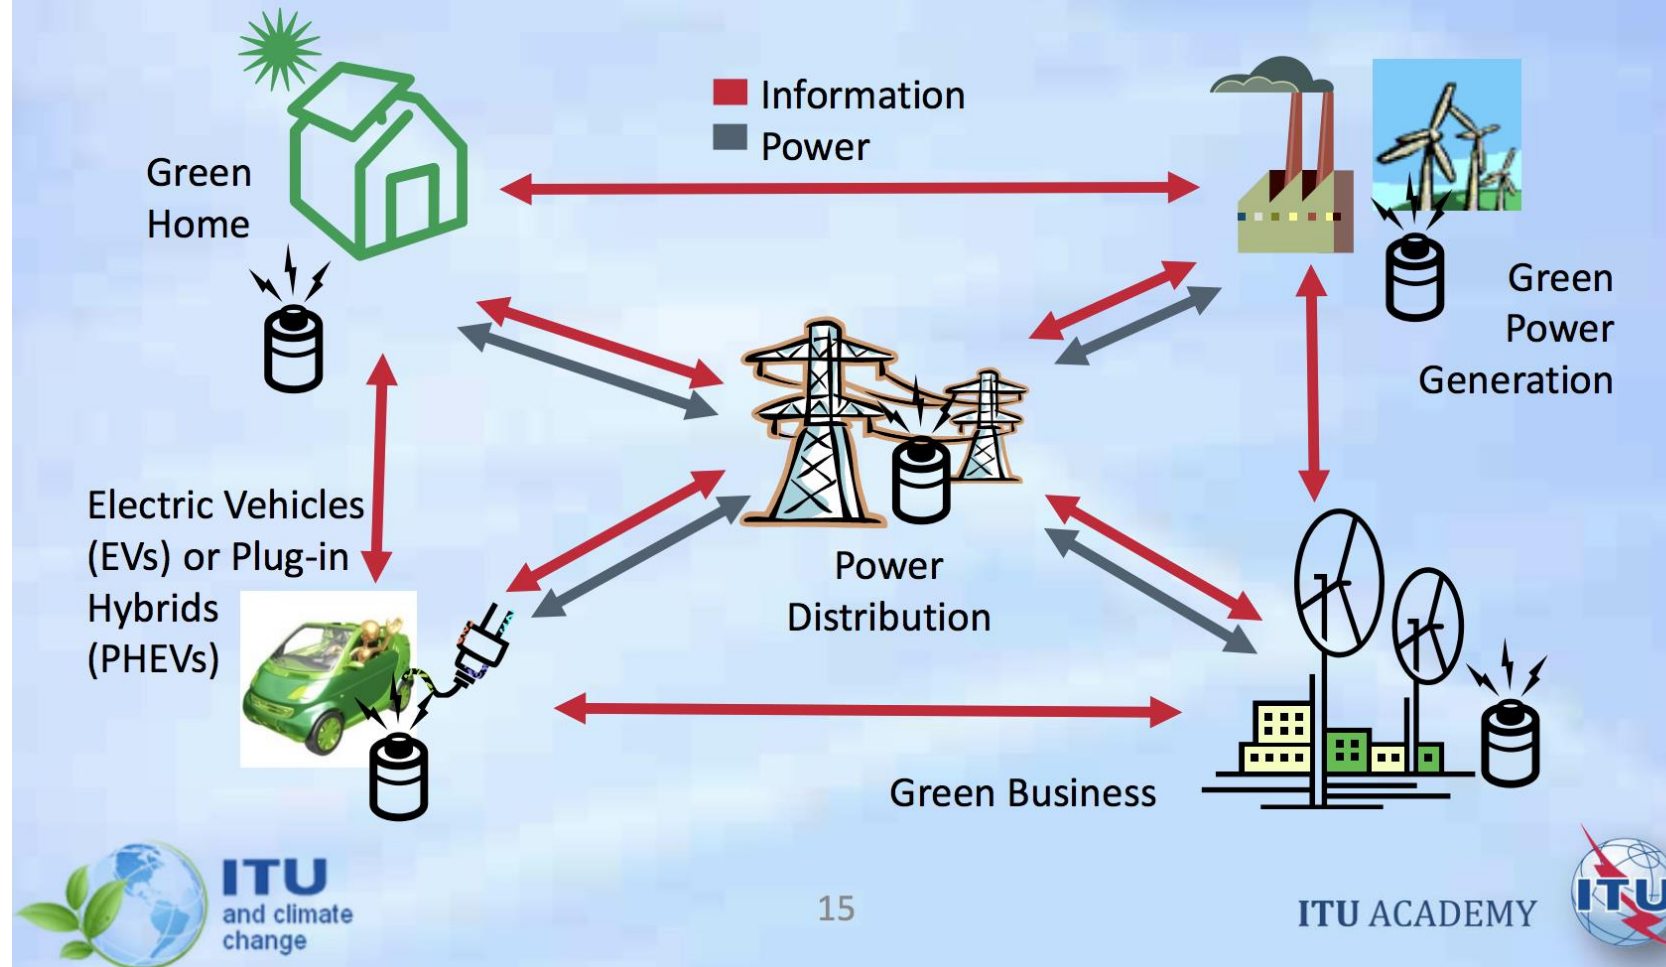 Information
Power
Green
Home
Green
Power
Generation
Electric Vehicles
(EVs) or Plug-in
Hybrids
(PHEVs)
Power
Distribution
Green Business
ITU
and climate
change
15
ITU ACADEMY
ITU